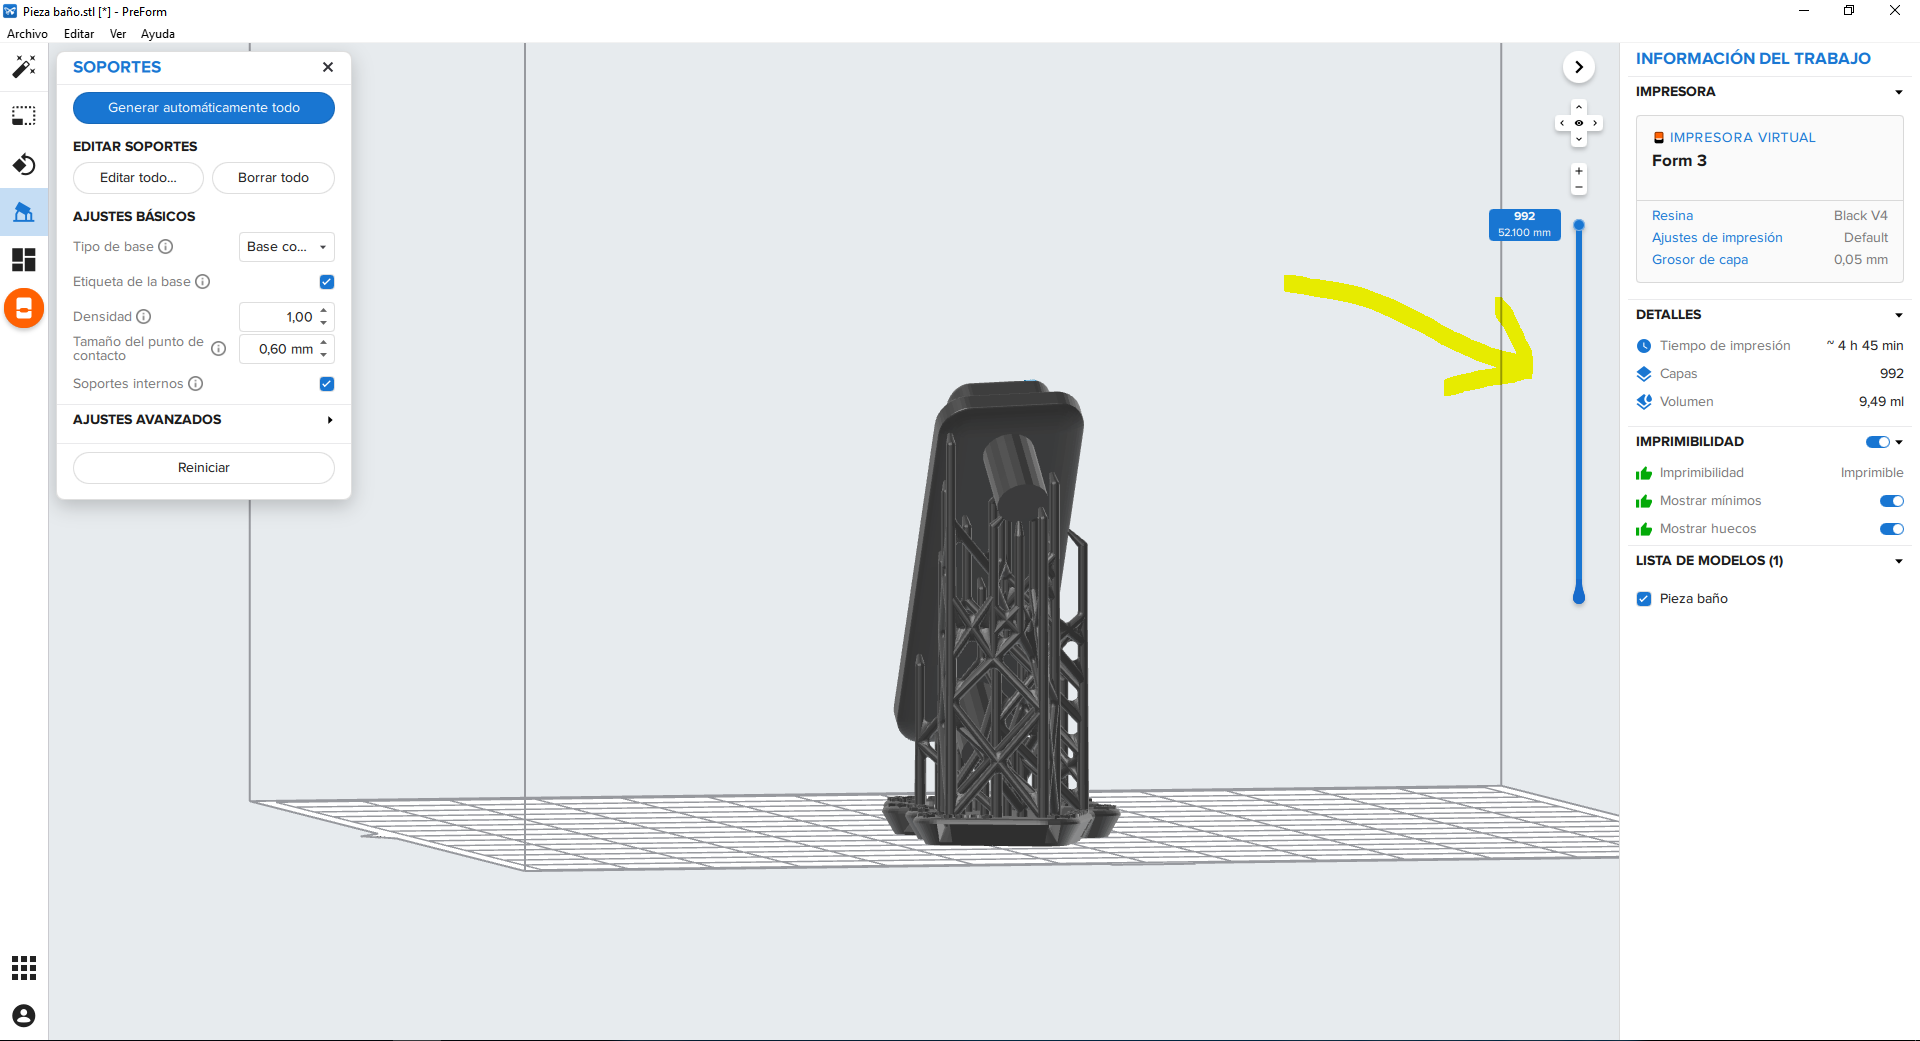 Pieza baño.stl [*] - PreForm
Archivo Editar Ver Ayuda
SOPORTES
Generar automáticamente todo
EDITAR SOPORTES
Editar todo... Borrar todo
AJUSTES BÁSICOS
Tipo de base Base co...
Etiqueta de la base
Densidad 1,00
Tamaño del punto de
contacto 0,60 mm
Soportes internos
AJUSTES AVANZADOS
Reiniciar
992
52.100 mm
INFORMACIÓN DEL TRABAJO
IMPRESORA
IMPRESORA VIRTUAL
Form 3
Resina Black V4
Ajustes de impresión Default
Grosor de capa 0,05 mm
DETALLES
Tiempo de impresión ~ 4 h 45 min
Capas 992
Volumen 9,49 ml
IMPRIMIBILIDAD
Imprimibilidad Imprimible
Mostrar mínimos
Mostrar huecos
LISTA DE MODELOS (1)
Pieza baño